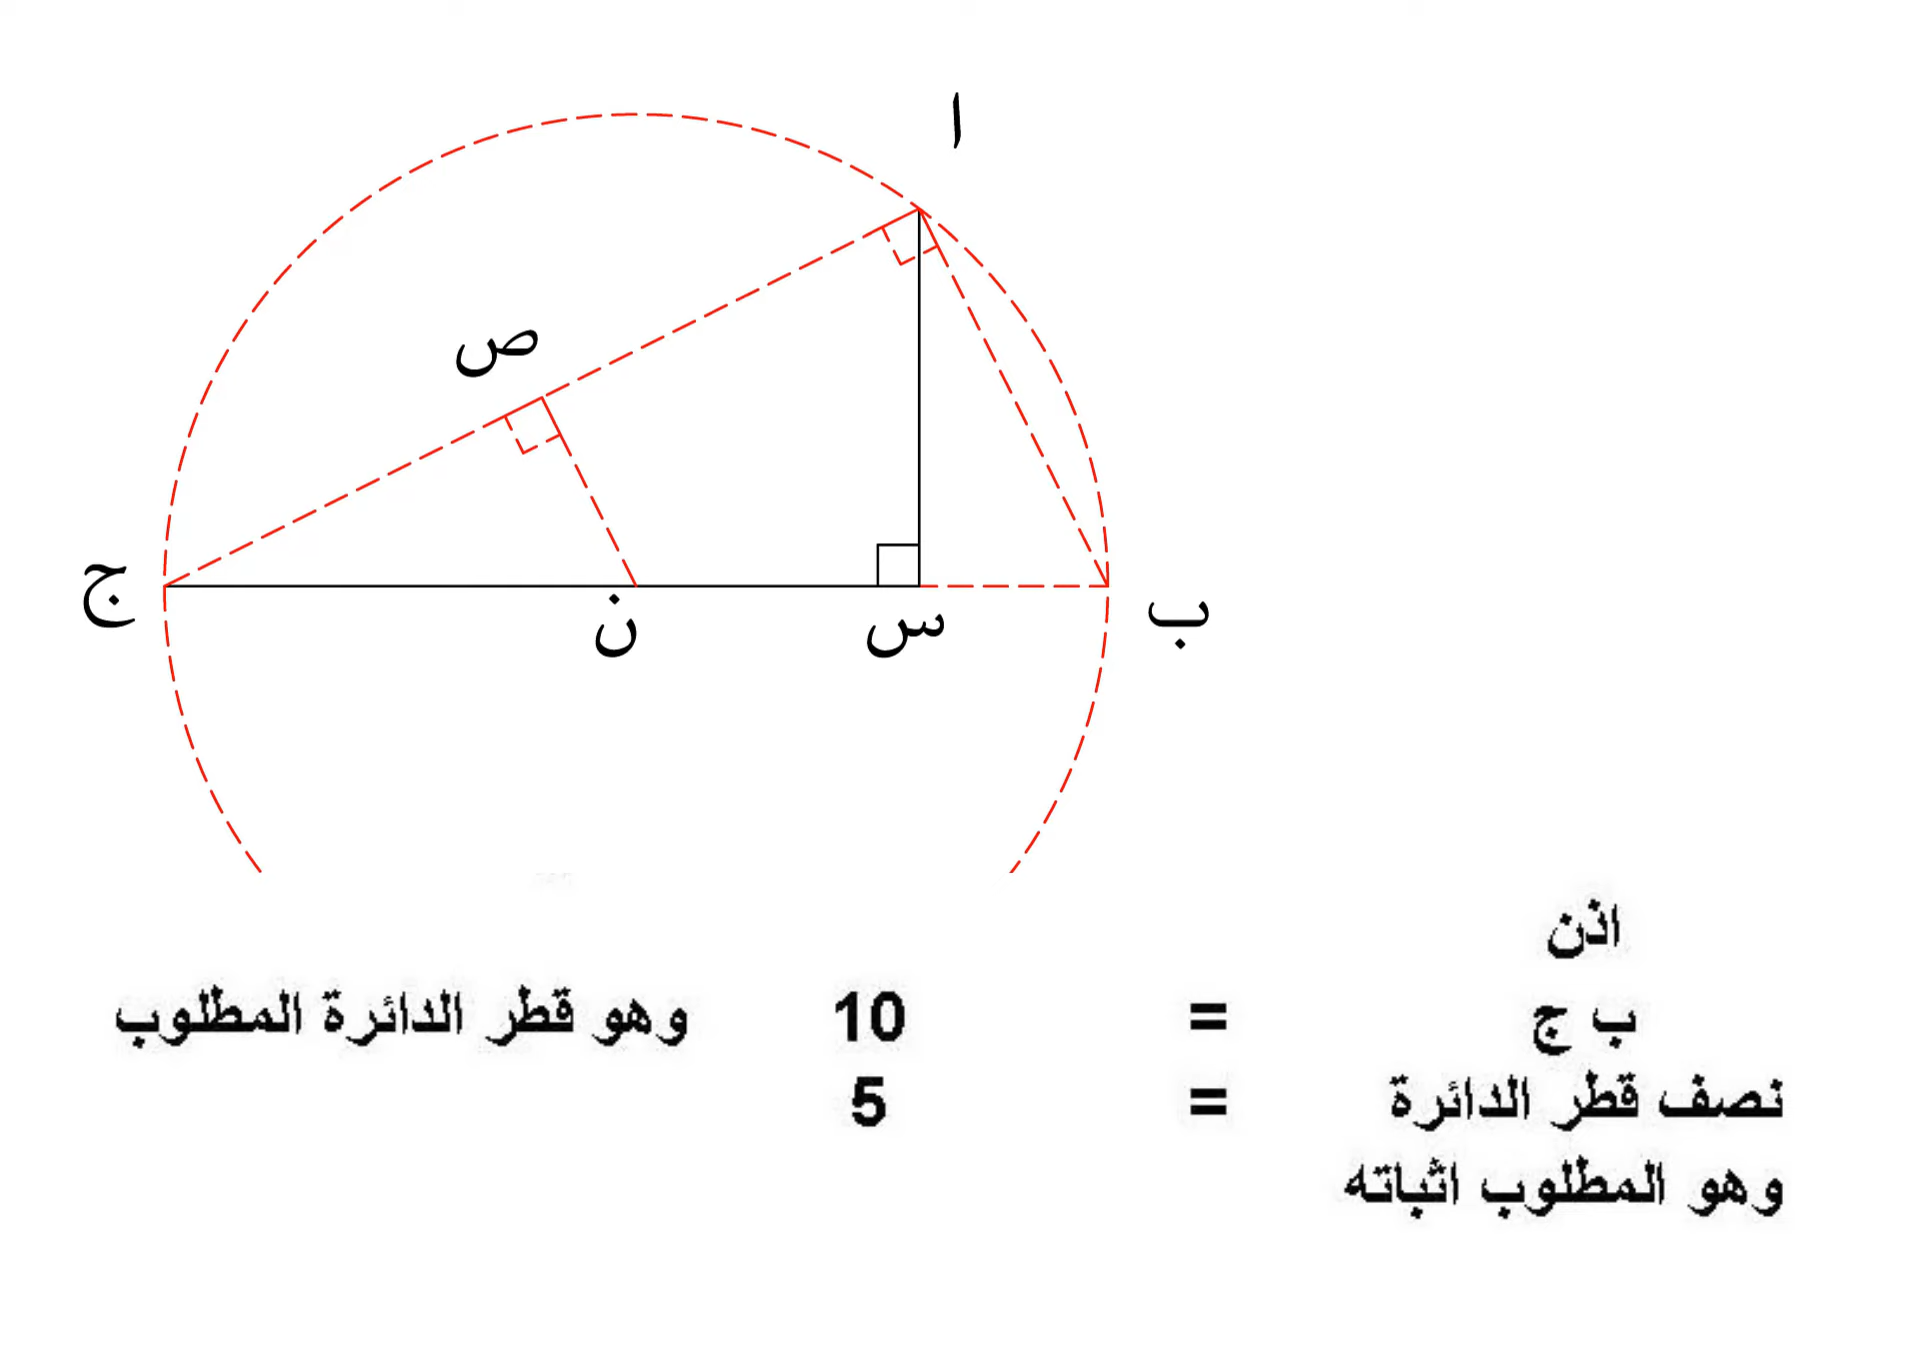 ا
ص
ج
ن
س
ب
اذن
ب ج = 10 وهو قطر الدائرة المطلوب
نصف قطر الدائرة = 5
وهو المطلوب اثباته